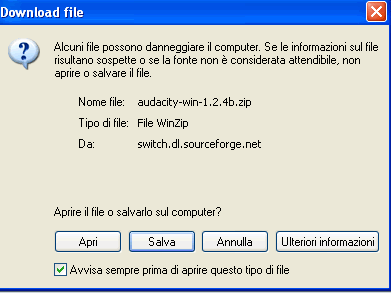 Download file
Alcuni file possono danneggiare il computer. Se le informazioni sul file
risultano sospette o se la fonte non è considerata attendibile, non
aprire o salvare il file.
Nome file: audacity-win-1.2.4b.zip
Tipo di file: File WinZip
Da: switch.dl.sourceforge.net
Aprire il file o salvarlo sul computer?
Apri Salva Annulla Ulteriori informazioni
Avvisa sempre prima di aprire questo tipo di file